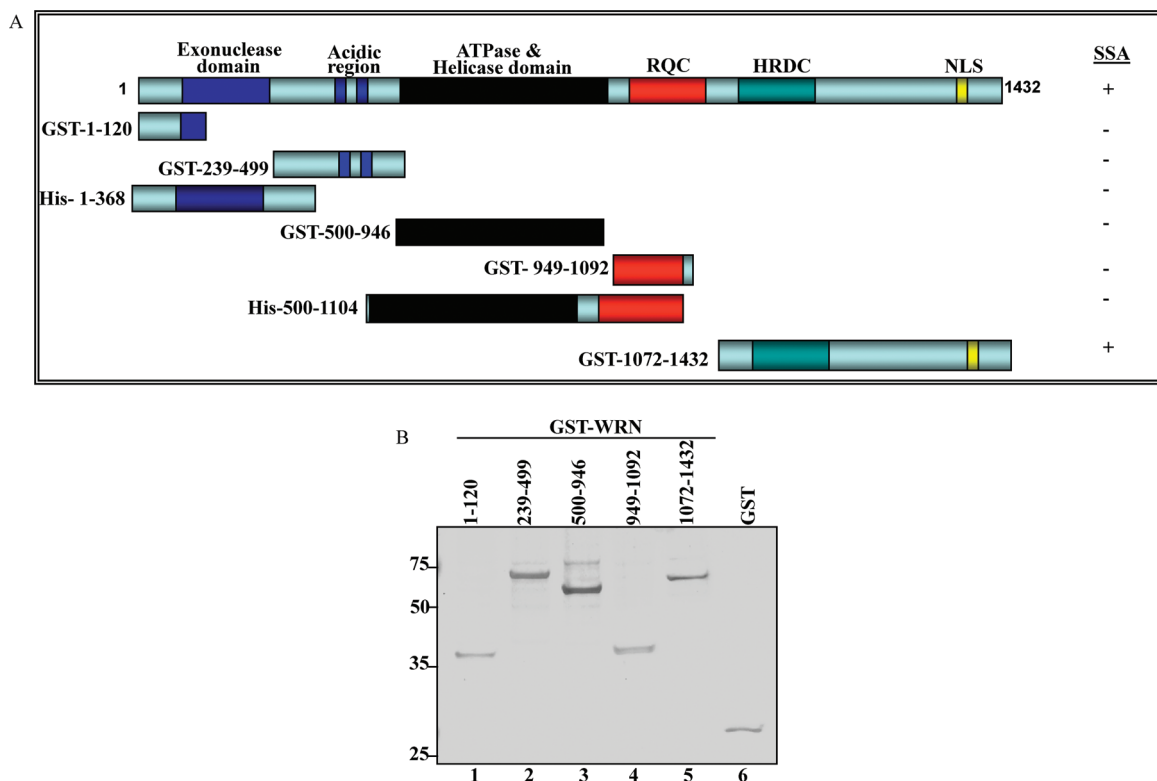 A
Exonuclease domain
Acidic region
ATPase & Helicase domain
RQC
HRDC
NLS
SSA
1
1432
+
GST-1-120
-
GST-239-499
-
His- 1-368
-
GST-500-946
-
GST- 949-1092
-
His-500-1104
-
GST-1072-1432
+
B
GST-WRN
1-120
239-499
500-946
949-1092
1072-1432
GST
75
50
35
25
1 2 3 4 5 6